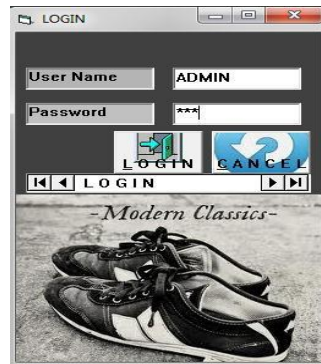 LOGIN
User Name ADMIN
Password ***
LOGIN CANCEL
LOGIN
-Modern Classics-